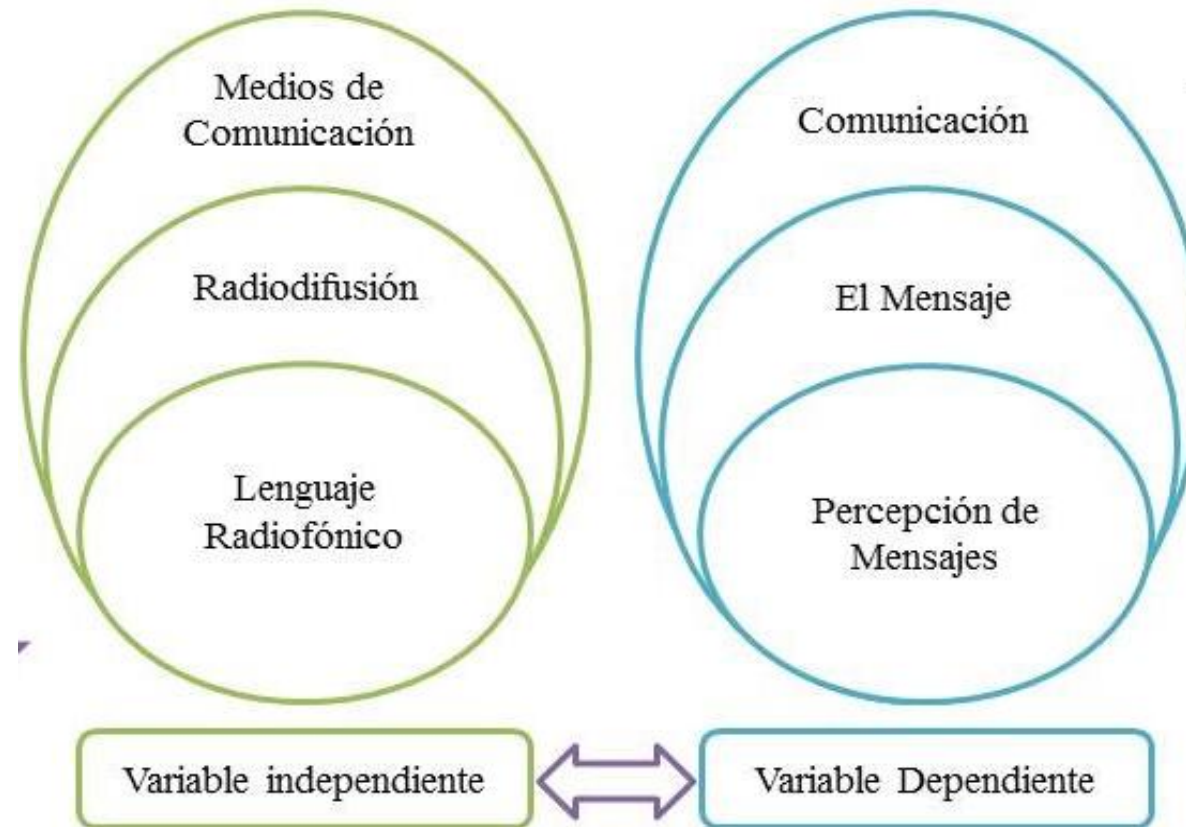 Medios de
Comunicación
Radiodifusión
Lenguaje
Radiofónico
Variable independiente
Comunicación
El Mensaje
Percepción de
Mensajes
Variable Dependiente